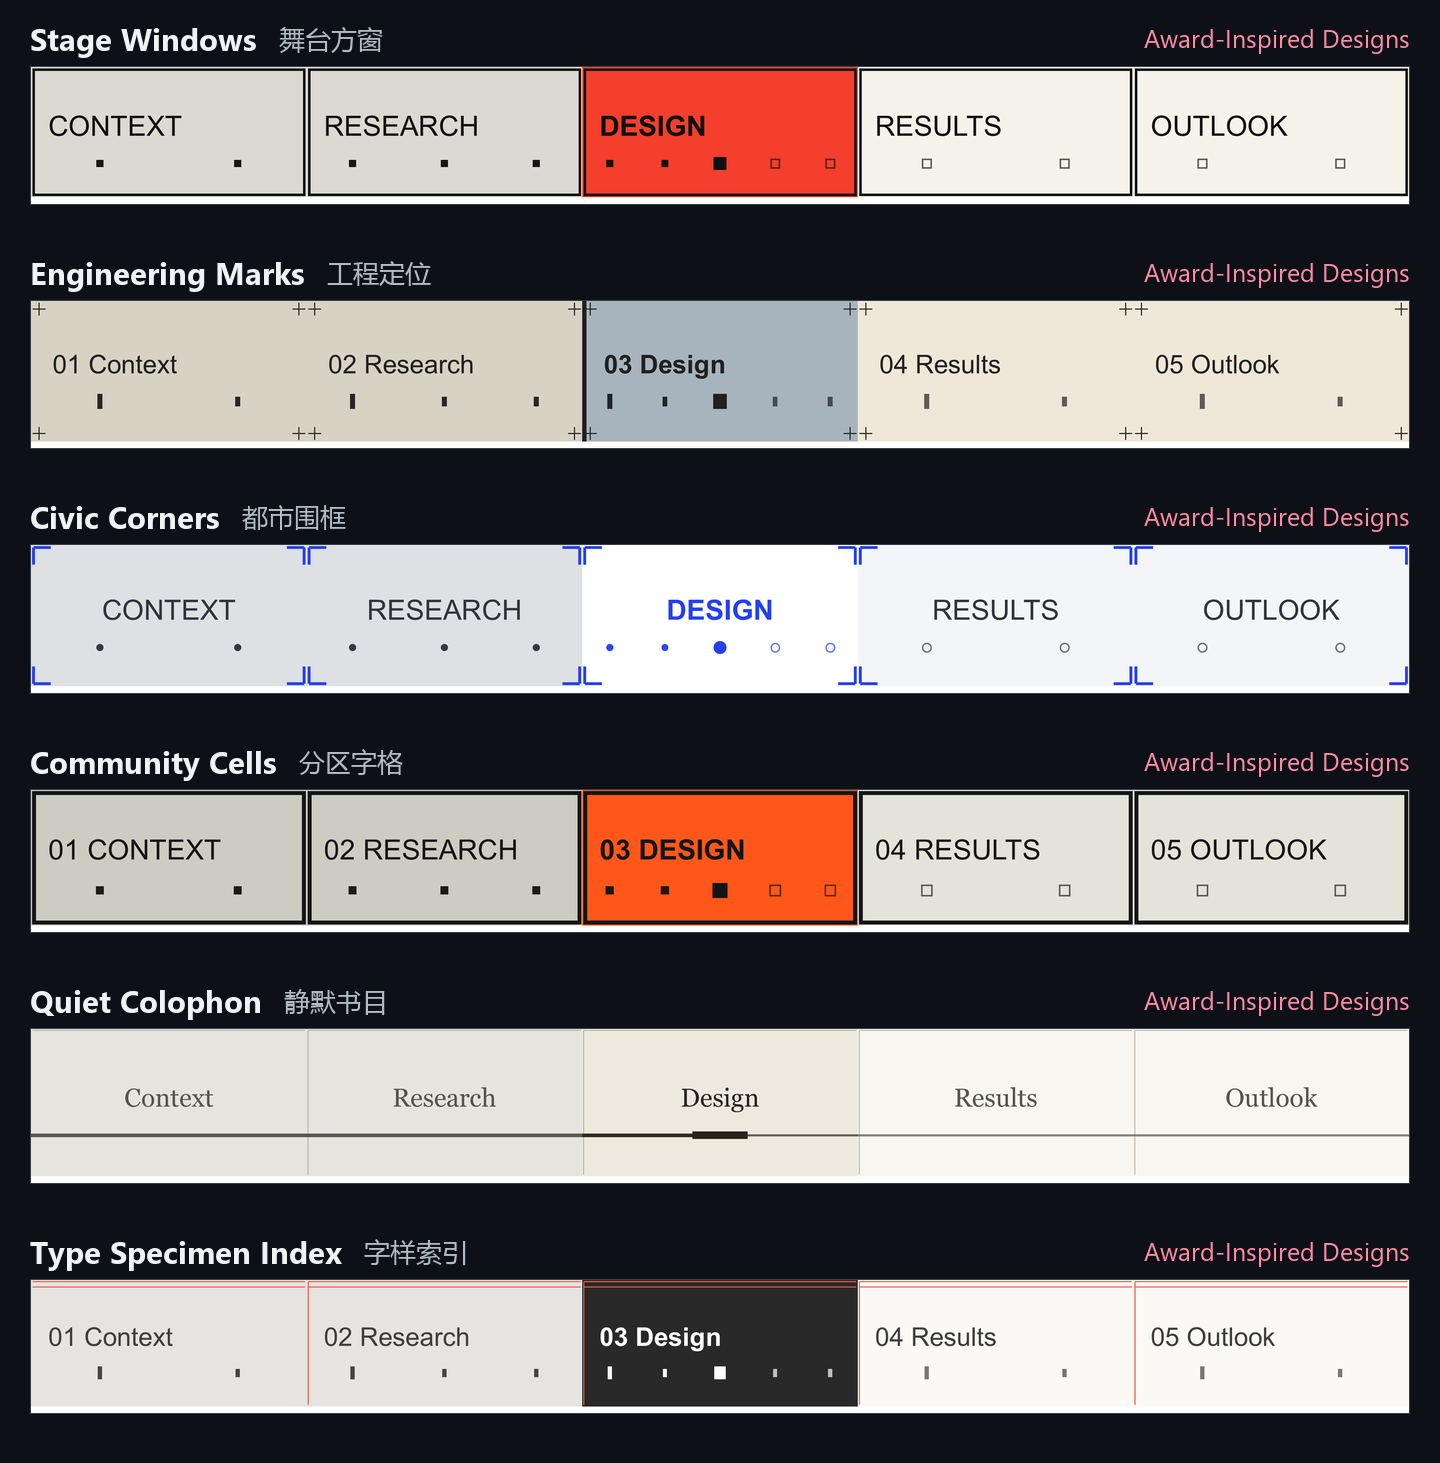 Stage Windows 舞台方窗 Award-Inspired Designs
CONTEXT RESEARCH DESIGN RESULTS OUTLOOK
Engineering Marks 工程定位 Award-Inspired Designs
01 Context 02 Research 03 Design 04 Results 05 Outlook
Civic Corners 都市围框 Award-Inspired Designs
CONTEXT RESEARCH DESIGN RESULTS OUTLOOK
Community Cells 分区字格 Award-Inspired Designs
01 CONTEXT 02 RESEARCH 03 DESIGN 04 RESULTS 05 OUTLOOK
Quiet Colophon 静默书目 Award-Inspired Designs
Context Research Design Results Outlook
Type Specimen Index 字样索引 Award-Inspired Designs
01 Context 02 Research 03 Design 04 Results 05 Outlook